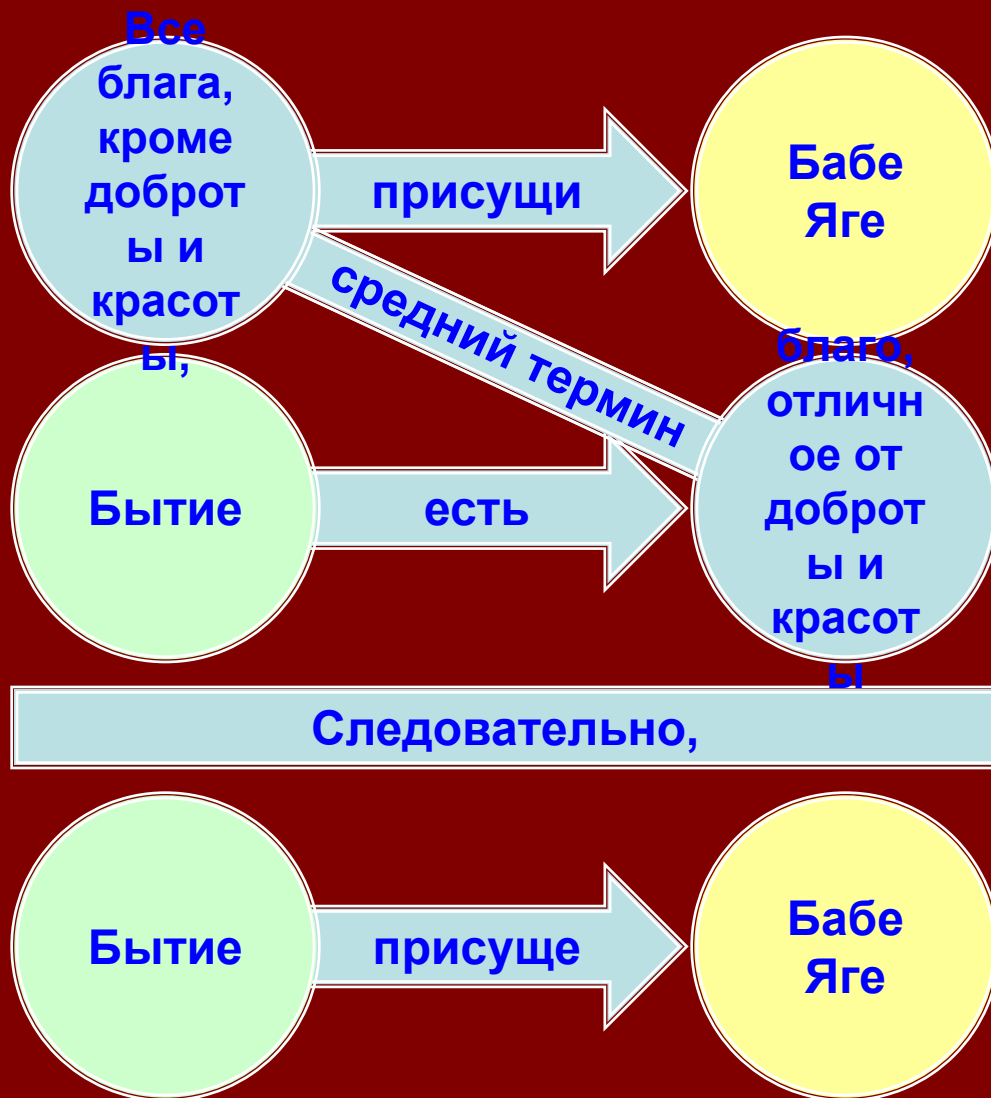 Все
блага,
кроме
доброт
ы и
красот
ы,
присущи
Бабе
Яге
средний термин
Бытие
есть
благо,
отличн
ое от
доброт
ы и
красот
ы
Следовательно,
Бытие
присуще
Бабе
Яге